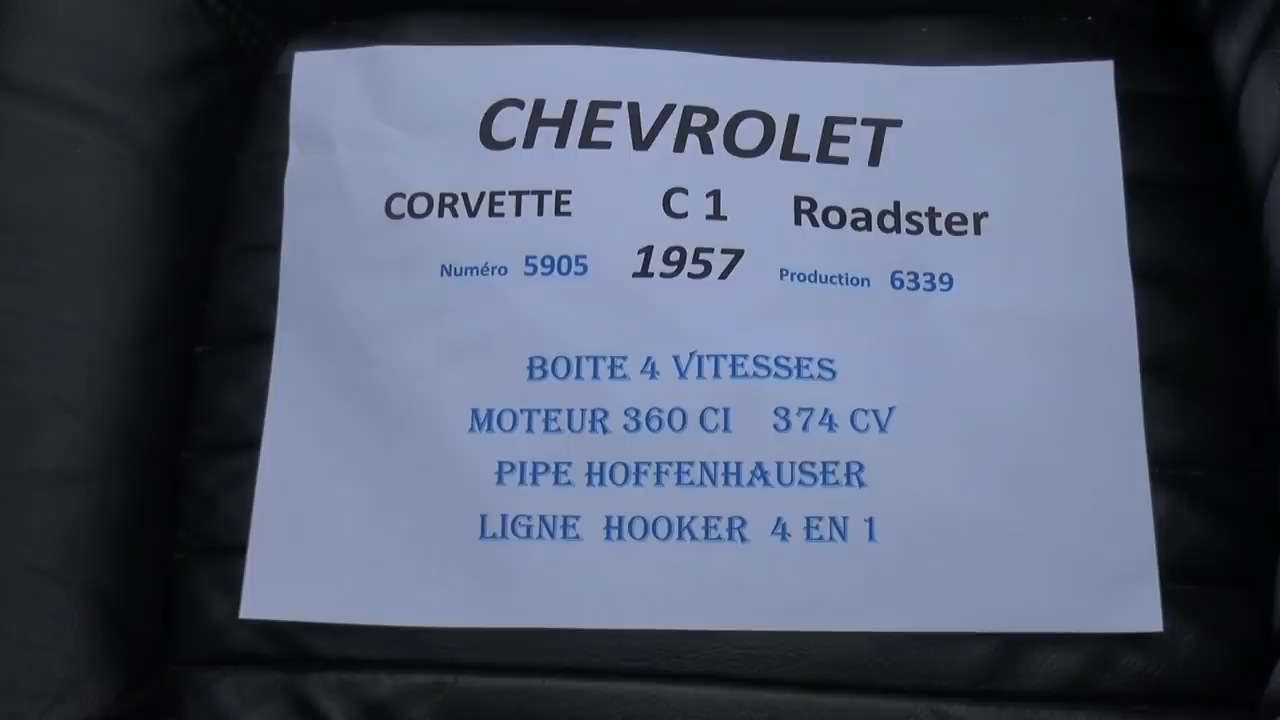 CHEVROLET
CORVETTE C 1 Roadster
Numéro 5905 1957 Production 6339
BOITE 4 VITESSES
MOTEUR 360 CI 374 CV
PIPE HOFFENHAUSER
LIGNE HOOKER 4 EN 1